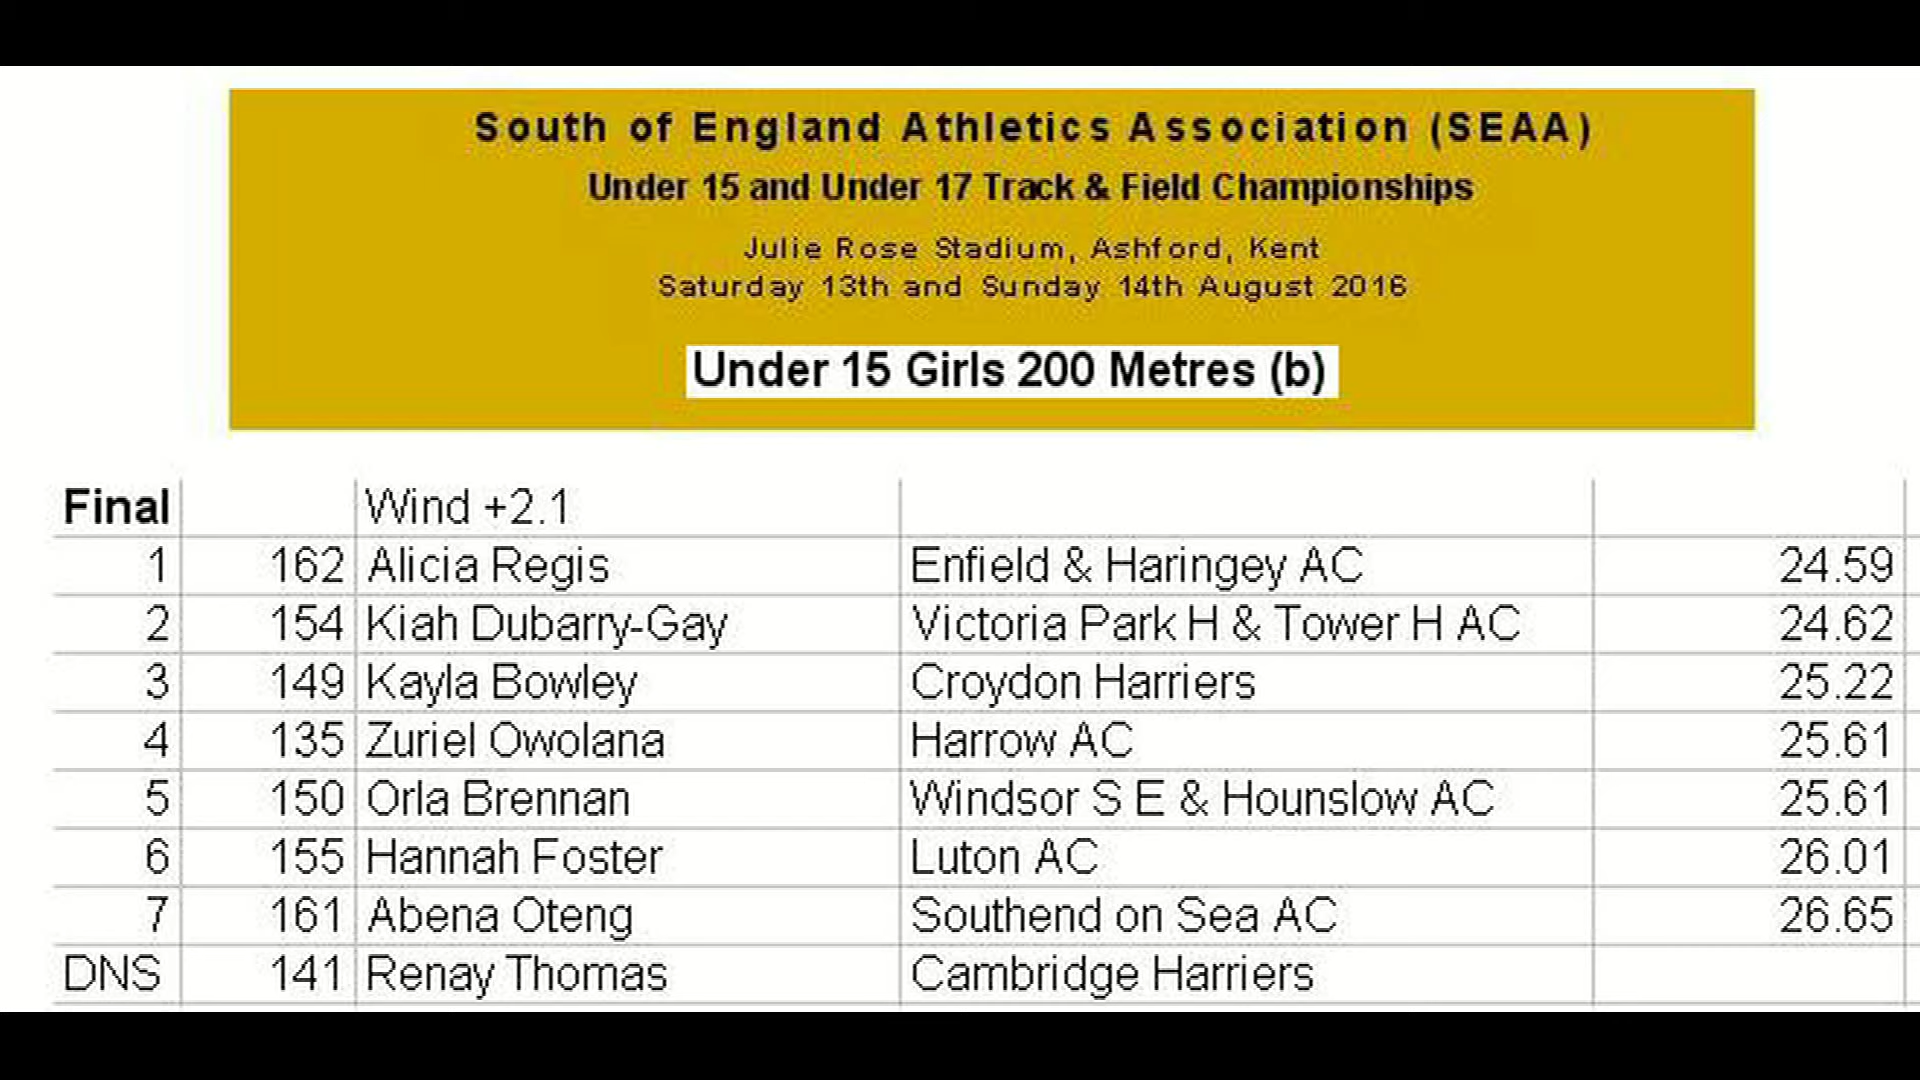 South of England Athletics Association (SEAA)
Under 15 and Under 17 Track & Field Championships
Julie Rose Stadium, Ashford, Kent
Saturday 13th and Sunday 14th August 2016
Under 15 Girls 200 Metres (b)
Final Wind +2.1
1 162 Alicia Regis Enfield & Haringey AC 24.59
2 154 Kiah Dubarry-Gay Victoria Park H & Tower H AC 24.62
3 149 Kayla Bowley Croydon Harriers 25.22
4 135 Zuriel Owolana Harrow AC 25.61
5 150 Orla Brennan Windsor S E & Hounslow AC 25.61
6 155 Hannah Foster Luton AC 26.01
7 161 Abena Oteng Southend on Sea AC 26.65
DNS 141 Renay Thomas Cambridge Harriers